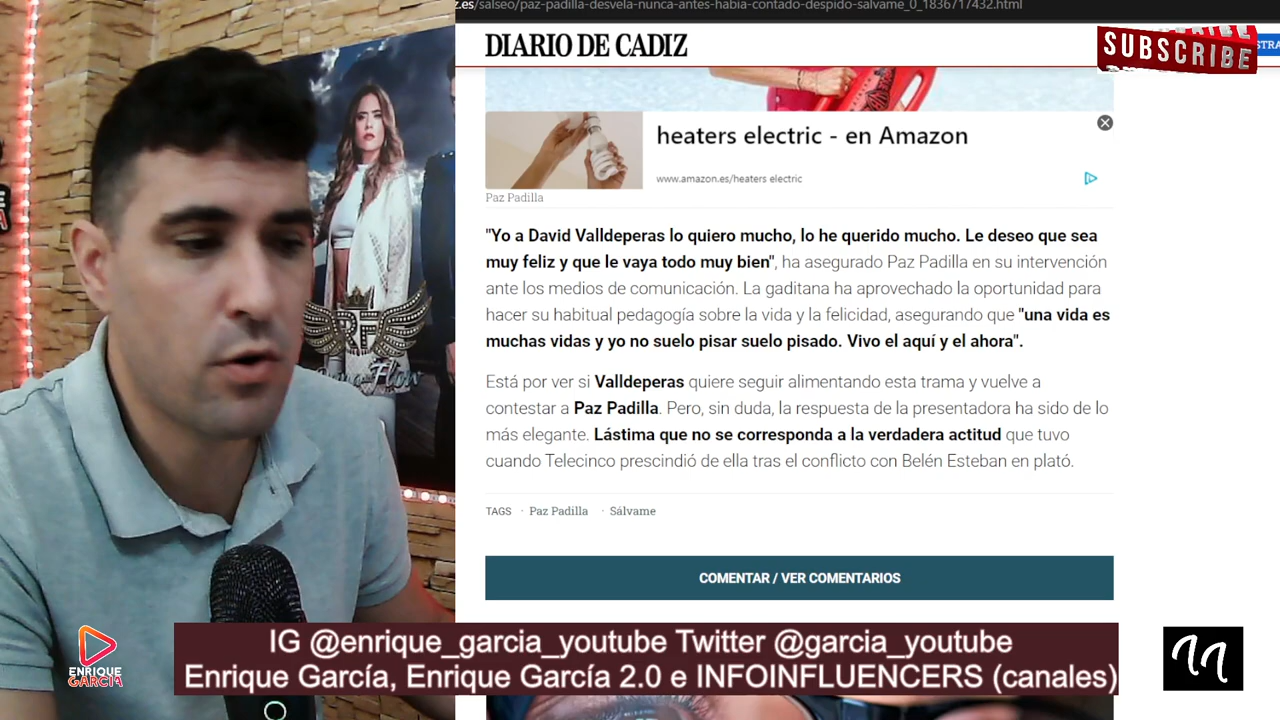 z.es/salseo/paz-padilla-desvela-nunca-antes-habia-contado-despido-salvame_0_1836717432.html
DIARIO DE CADIZ
SUBSCRIBE
STRA
heaters electric - en Amazon
www.amazon.es/heaters electric
Paz Padilla
"Yo a David Valldeperas lo quiero mucho, lo he querido mucho. Le deseo que sea
muy feliz y que le vaya todo muy bien", ha asegurado Paz Padilla en su intervención
ante los medios de comunicación. La gaditana ha aprovechado la oportunidad para
hacer su habitual pedagogía sobre la vida y la felicidad, asegurando que "una vida es
muchas vidas y yo no suelo pisar suelo pisado. Vivo el aquí y el ahora".
Está por ver si Valldeperas quiere seguir alimentando esta trama y vuelve a
contestar a Paz Padilla. Pero, sin duda, la respuesta de la presentadora ha sido de lo
más elegante. Lástima que no se corresponda a la verdadera actitud que tuvo
cuando Telecinco prescindió de ella tras el conflicto con Belén Esteban en plató.
TAGS · Paz Padilla · Sálvame
COMENTAR / VER COMENTARIOS
IG @enrique_garcia_youtube Twitter @garcia_youtube
Enrique García, Enrique García 2.0 e INFOINFLUENCERS (canales)
ENRIQUE
GARCÍA